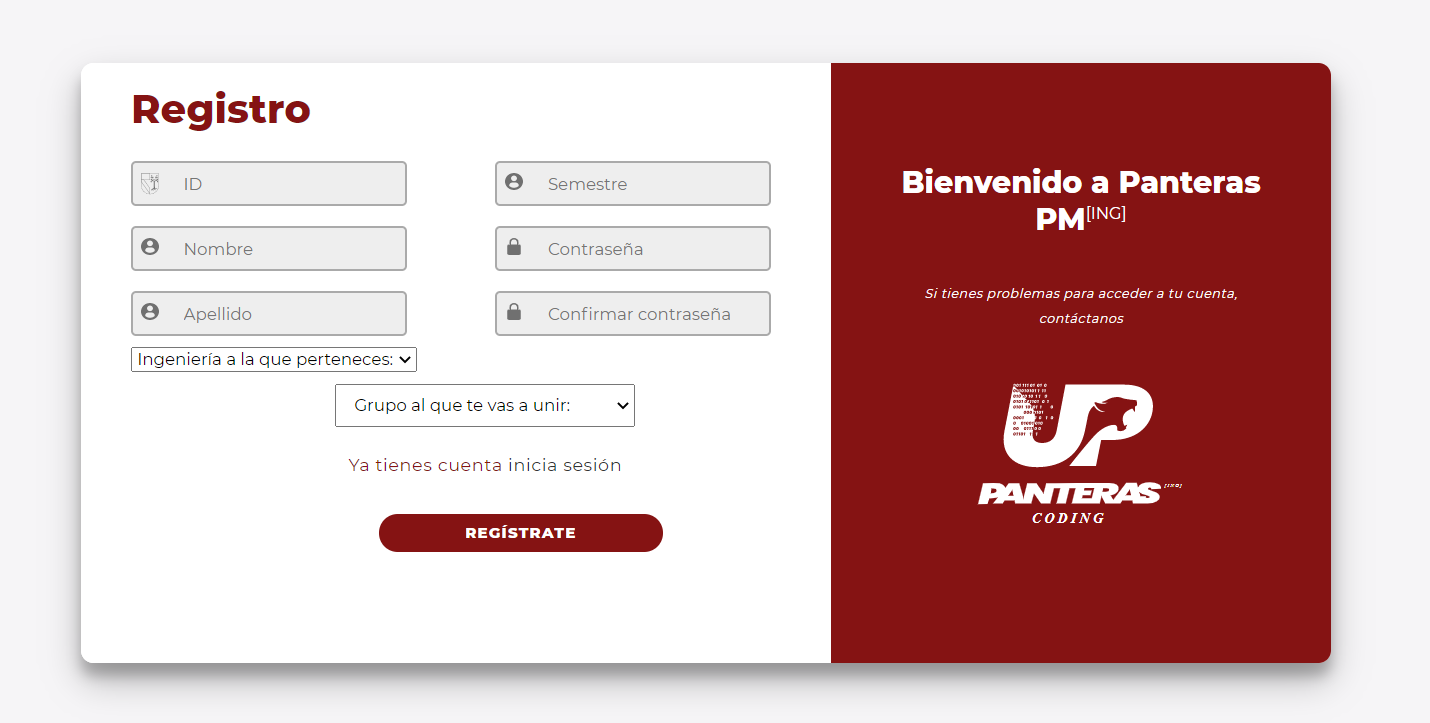 Registro
ID
Semestre
Nombre
Contraseña
Apellido
Confirmar contraseña
Ingeniería a la que perteneces:
Grupo al que te vas a unir:
Ya tienes cuenta inicia sesión
REGÍSTRATE
Bienvenido a Panteras
PM[ING]
Si tienes problemas para acceder a tu cuenta,
contáctanos
UP
PANTERAS [ING]
CODING